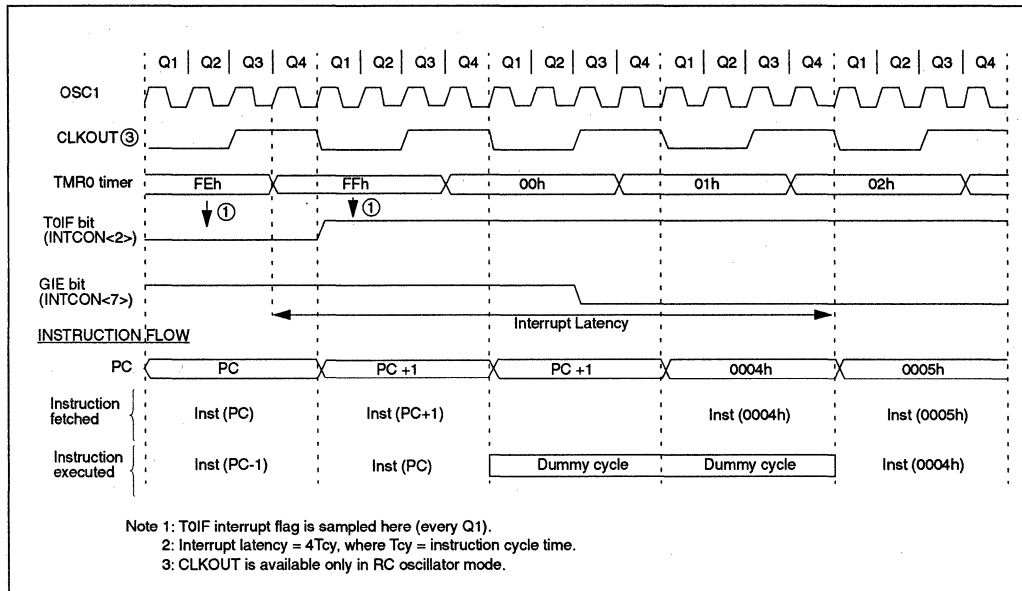 Q1 | Q2 | Q3 | Q4 Q1 | Q2 | Q3 | Q4 Q1 | Q2 | Q3 | Q4 Q1 | Q2 | Q3 | Q4 Q1 | Q2 | Q3 | Q4
OSC1
CLKOUT ③
TMR0 timer FEh FFh 00h 01h 02h
① ①
T0IF bit
(INTCON<2>)
GIE bit
(INTCON<7>)
Interrupt Latency
INSTRUCTION FLOW
PC PC PC +1 PC +1 0004h 0005h
Instruction
fetched Inst (PC) Inst (PC+1) Inst (0004h) Inst (0005h)
Instruction
executed Inst (PC-1) Inst (PC) Dummy cycle Dummy cycle Inst (0004h)
Note 1: T0IF interrupt flag is sampled here (every Q1).
2: Interrupt latency = 4Tcy, where Tcy = instruction cycle time.
3: CLKOUT is available only in RC oscillator mode.